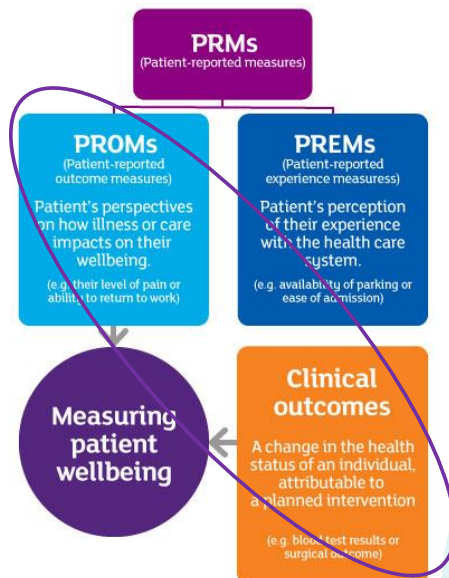 PRMs
(Patient-reported measures)
PROMs
(Patient-reported
outcome measures)
Patient's perspectives
on how illness or care
impacts on their
wellbeing.
(e.g. their level of pain or
ability to return to work)
PREMs
(Patient-reported
experience measuress)
Patient's perception
of their experience
with the health care
system.
(e.g. availability of parking or
ease of admission)
Measuring
patient
wellbeing
Clinical
outcomes
A change in the health
status of an individual,
attributable to
a planned intervention
(e.g. blood test results or
surgical outcome)